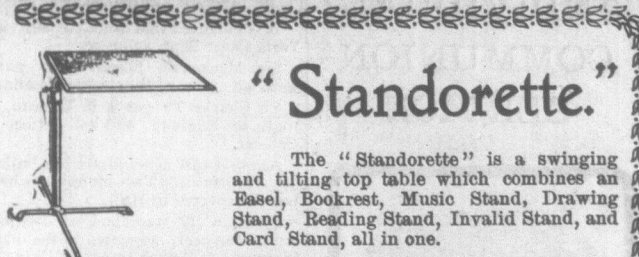 "Standorette."
The "Standorette" is a swinging
and tilting top table which combines an
Easel, Bookrest, Music Stand, Drawing
Stand, Reading Stand, Invalid Stand, and
Card Stand, all in one.